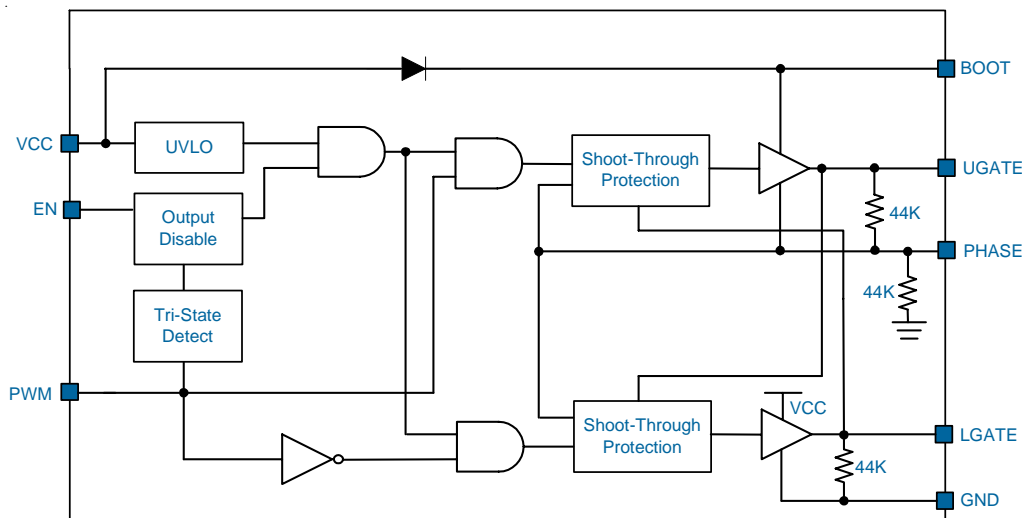 BOOT
VCC
UVLO
Shoot-Through
Protection
UGATE
EN
Output
Disable
44K
PHASE
Tri-State
Detect
44K
PWM
VCC
Shoot-Through
Protection
LGATE
44K
GND